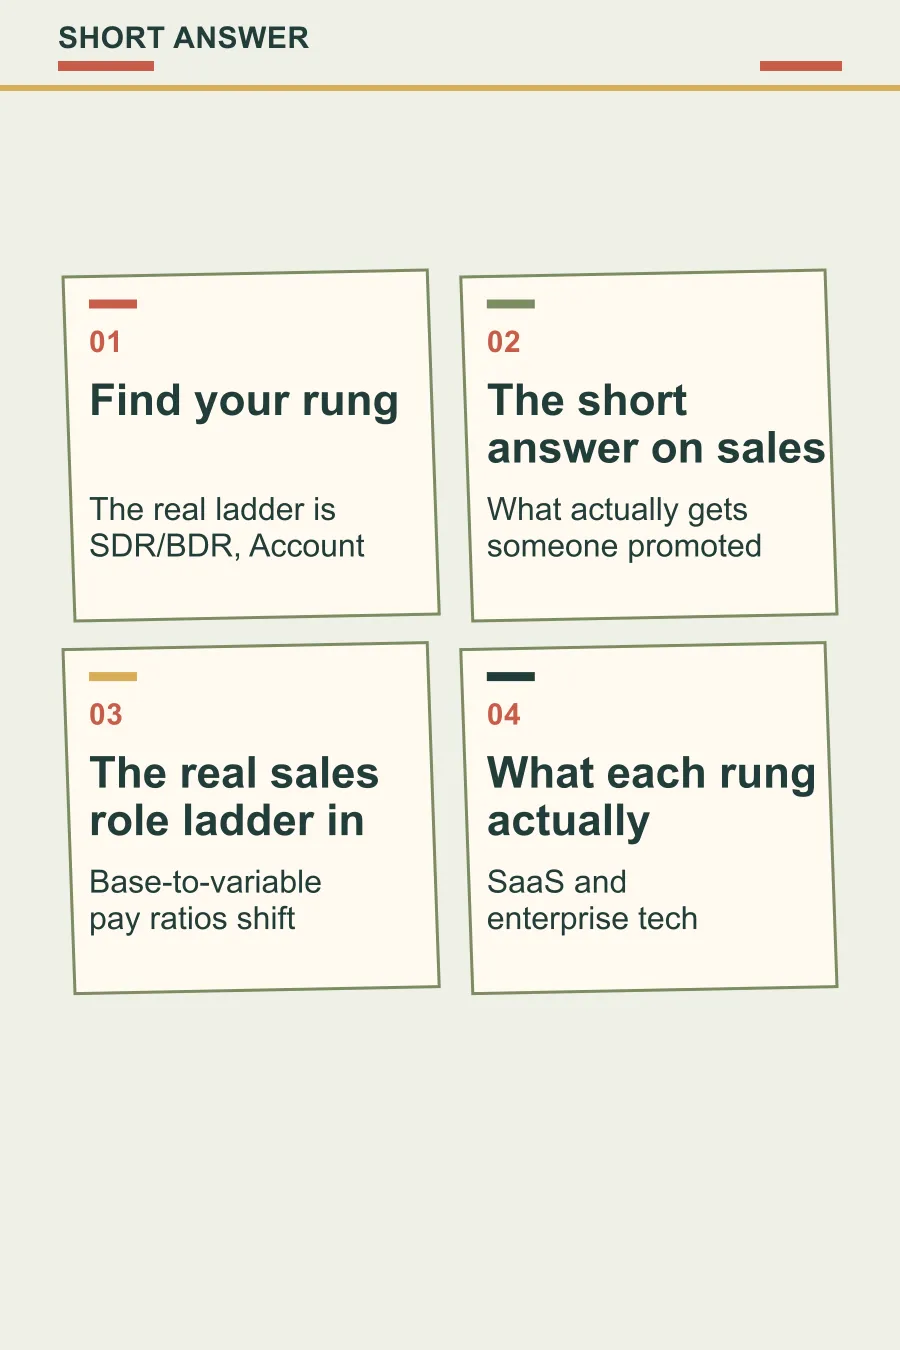 SHORT ANSWER
01
Find your rung
The real ladder is
SDR/BDR, Account
02
The short
answer on sales
What actually gets
someone promoted
03
The real sales
role ladder in
Base-to-variable
pay ratios shift
04
What each rung
actually
SaaS and
enterprise tech